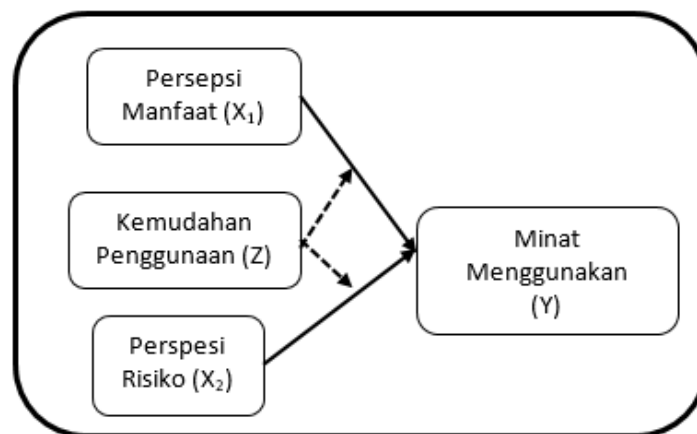 Persepsi
Manfaat (X₁)
Kemudahan
Penggunaan (Z)
Minat
Menggunakan
(Y)
Perspesi
Risiko (X₂)